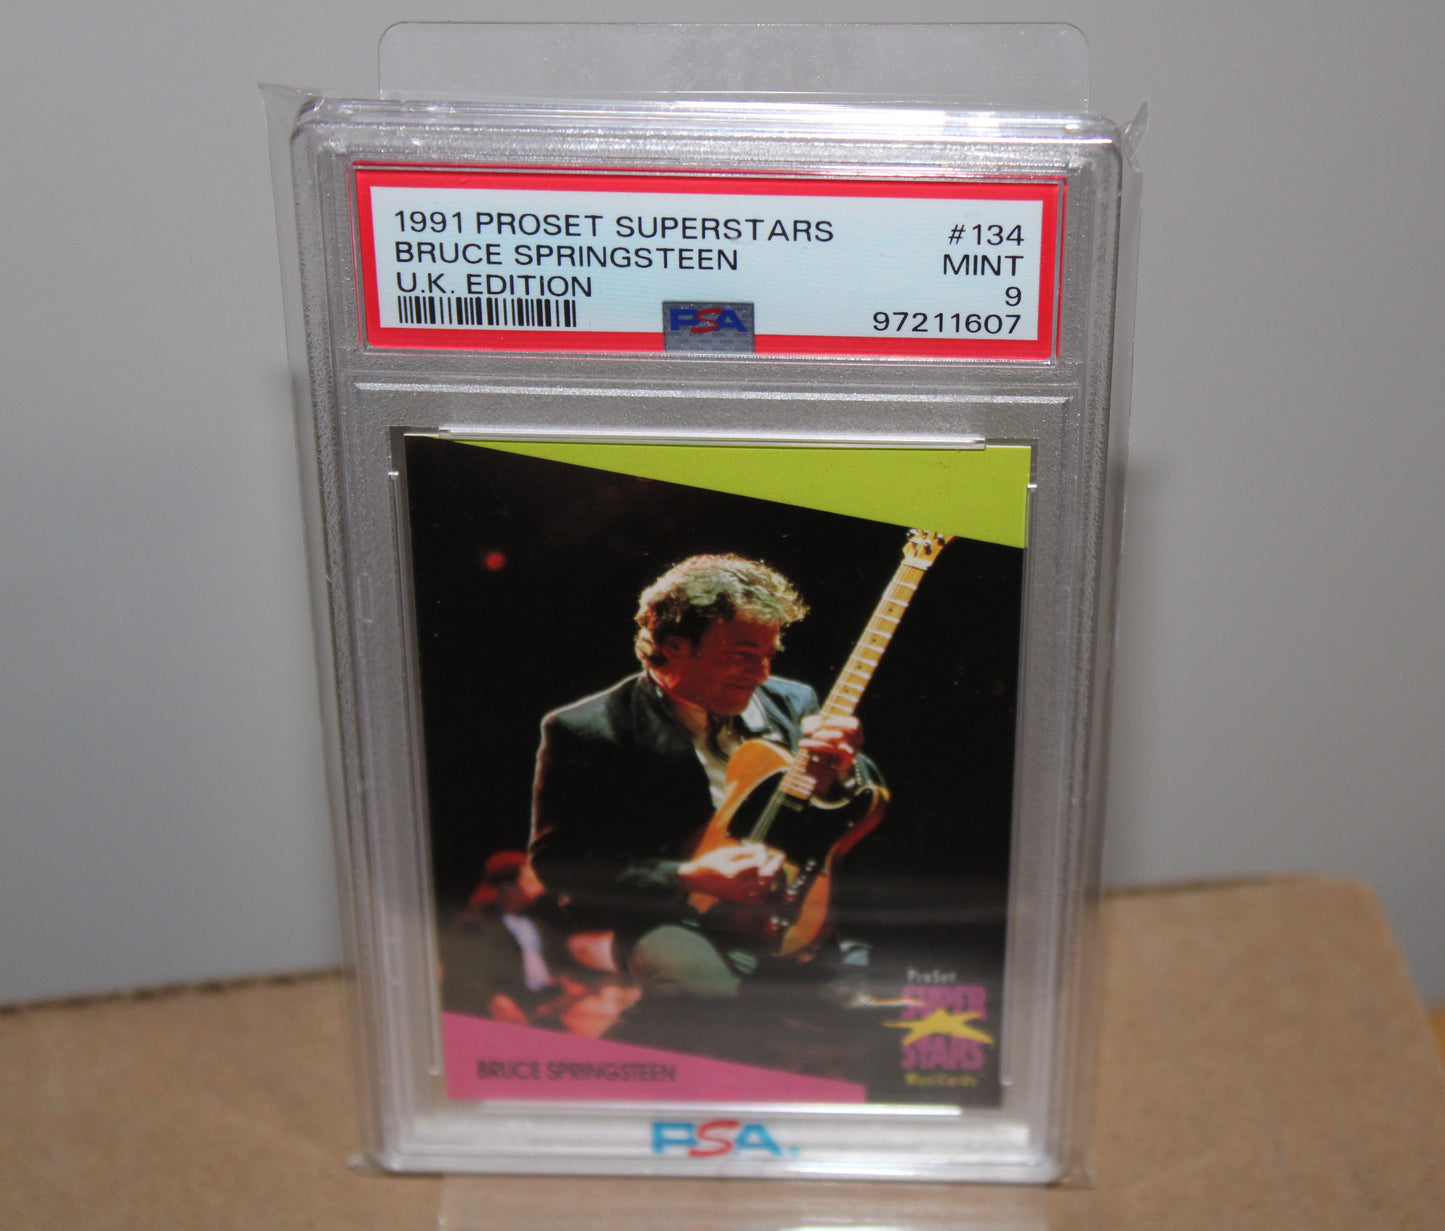 1991 PROSET SUPERSTARS
BRUCE SPRINGSTEEN
U.K. EDITION
#134
MINT
9
97211607
PSA
ProSet
SUPER
STARS
MusiCards
BRUCE SPRINGSTEEN
PSA